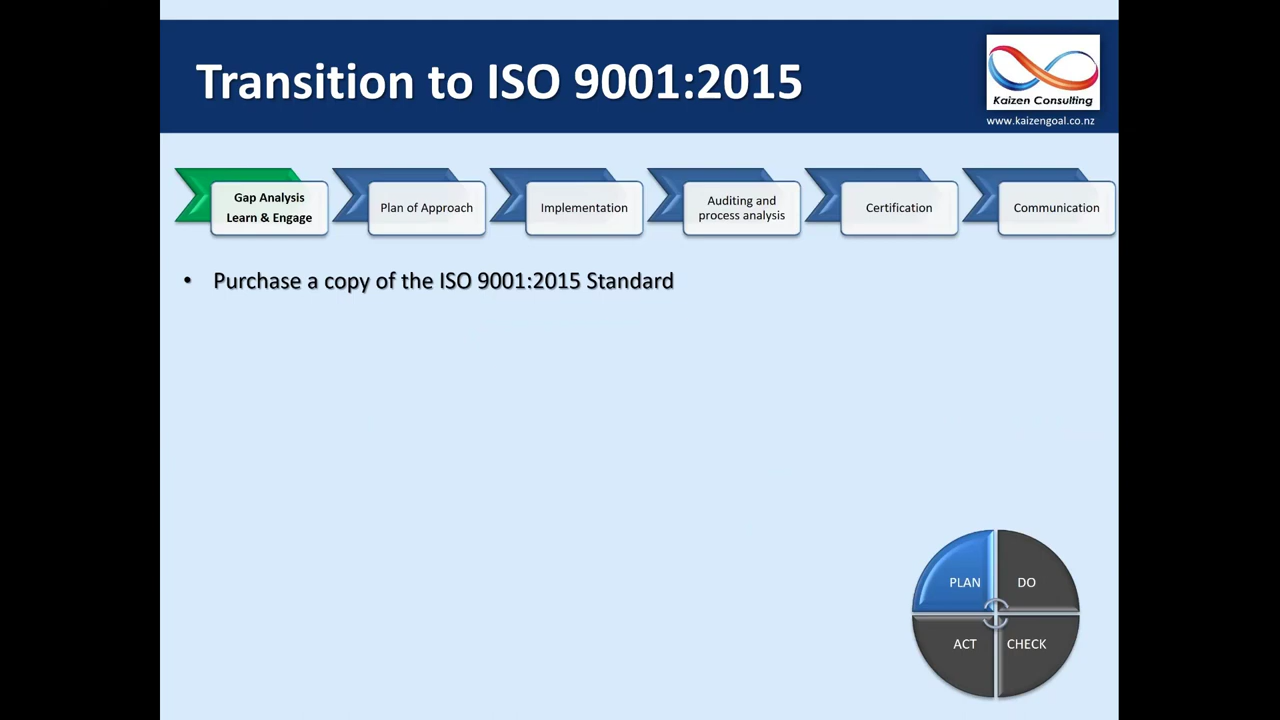 Transition to ISO 9001:2015
Kaizen Consulting
www.kaizengoal.co.nz
Gap Analysis
Learn & Engage
Plan of Approach
Implementation
Auditing and
process analysis
Certification
Communication
• Purchase a copy of the ISO 9001:2015 Standard
PLAN
DO
ACT
CHECK